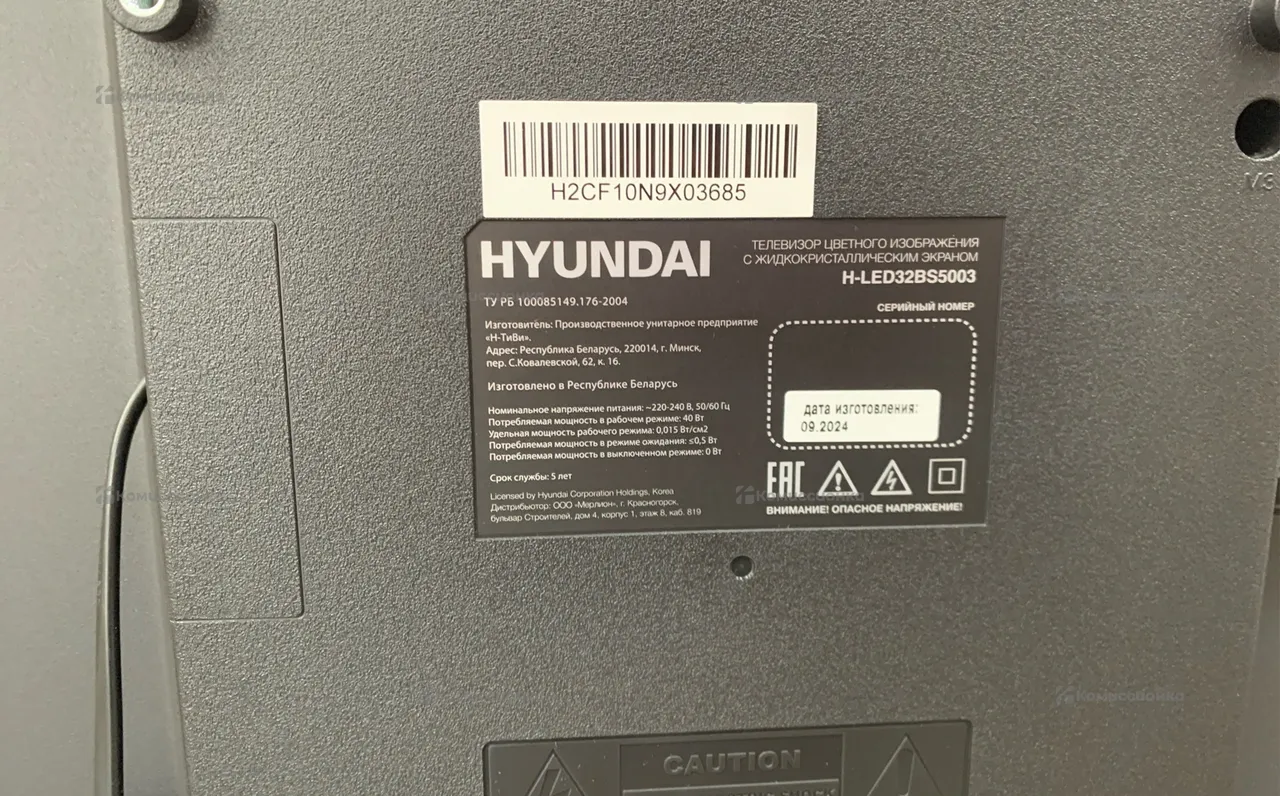 Комиссионка
H2CF10N9X03685
HYUNDAI
ТЕЛЕВИЗОР ЦВЕТНОГО ИЗОБРАЖЕНИЯ
С ЖИДКОКРИСТАЛЛИЧЕСКИМ ЭКРАНОМ
H-LED32BS5003
ТУ РБ 100085149.176-2004
СЕРИЙНЫЙ НОМЕР
Изготовитель: Производственное унитарное предприятие
«Н-ТиВи».
Адрес: Республика Беларусь, 220014, г. Минск,
пер. С.Ковалевской, 62, к. 16.
Изготовлено в Республике Беларусь
Номинальное напряжение питания: ~220-240 В, 50/60 Гц
Потребляемая мощность в рабочем режиме: 40 Вт
Удельная мощность рабочего режима: 0,015 Вт/см2
Потребляемая мощность в режиме ожидания: ≤0,5 Вт
Потребляемая мощность в выключенном режиме: 0 Вт
дата изготовления:
09.2024
Срок службы: 5 лет
Licensed by Hyundai Corporation Holdings, Korea
Дистрибьютор: ООО «Мерлион», г. Красногорск,
бульвар Строителей, дом 4, корпус 1, этаж 8, каб. 819
EAC
ВНИМАНИЕ! ОПАСНОЕ НАПРЯЖЕНИЕ!
Комиссионка
Комиссионка
Комиссионка
CAUTION